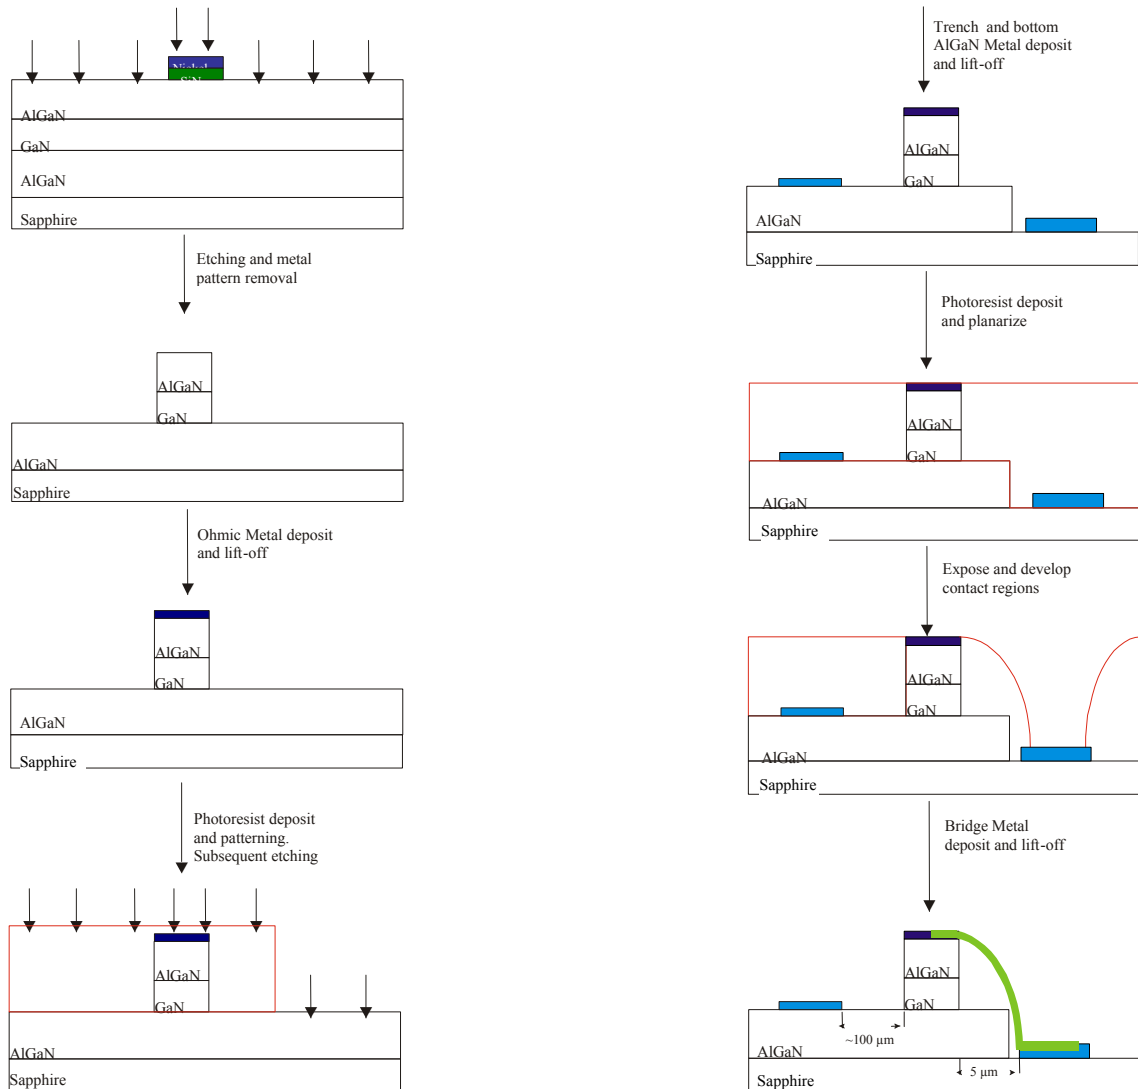 Nickel
SiN
AlGaN
GaN
AlGaN
Sapphire
Etching and metal
pattern removal
AlGaN
GaN
AlGaN
Sapphire
Ohmic Metal deposit
and lift-off
AlGaN
GaN
AlGaN
Sapphire
Photoresist deposit
and patterning.
Subsequent etching
AlGaN
GaN
AlGaN
Sapphire
Trench and bottom
AlGaN Metal deposit
and lift-off
AlGaN
GaN
AlGaN
Sapphire
Photoresist deposit
and planarize
AlGaN
GaN
AlGaN
Sapphire
Expose and develop
contact regions
AlGaN
GaN
AlGaN
Sapphire
Bridge Metal
deposit and lift-off
AlGaN
GaN
~100 μm
AlGaN
5 μm
Sapphire